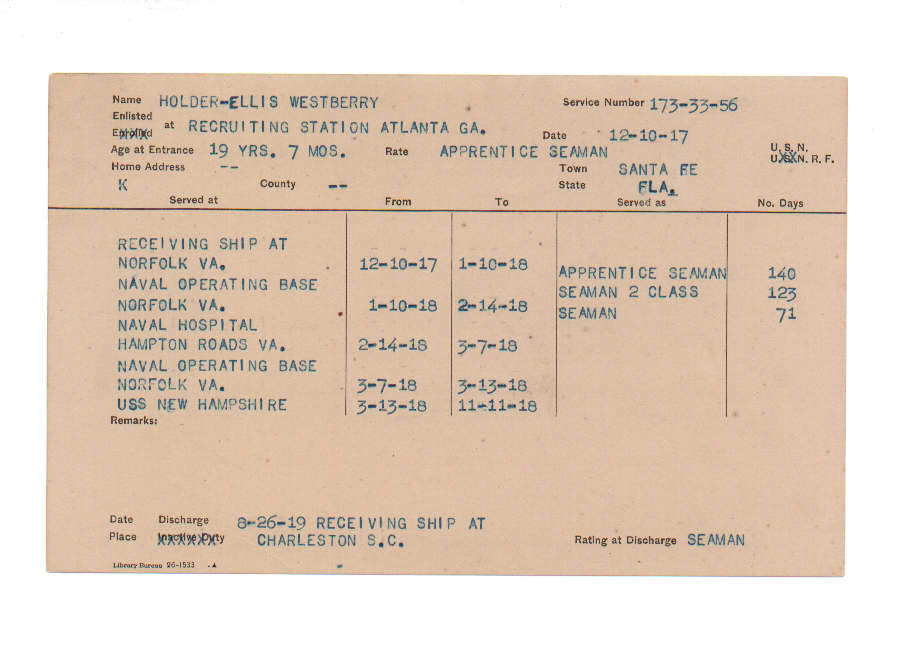 Name HOLDER-ELLIS WESTBERRY Service Number 173-33-56
Enlisted
Enrolled at RECRUITING STATION ATLANTA GA. Date 12-10-17
Age at Entrance 19 YRS. 7 MOS. Rate APPRENTICE SEAMAN U.S.N.
U.S.N.R.F.
Home Address -- Town SANTA FE
K County -- State FLA.
Served at From To Served as No. Days
RECEIVING SHIP AT
NORFOLK VA. 12-10-17 1-10-18
APPRENTICE SEAMAN 140
NAVAL OPERATING BASE
SEAMAN 2 CLASS 123
NORFOLK VA. 1-10-18 2-14-18
SEAMAN 71
NAVAL HOSPITAL
HAMPTON ROADS VA. 2-14-18 3-7-18
NAVAL OPERATING BASE
NORFOLK VA. 3-7-18 3-13-18
USS NEW HAMPSHIRE 3-13-18 11-11-18
Remarks:
Date Discharge 8-26-19 RECEIVING SHIP AT
Place Inactive Duty CHARLESTON S.C. Rating at Discharge SEAMAN
Library Bureau 26-1533 .A